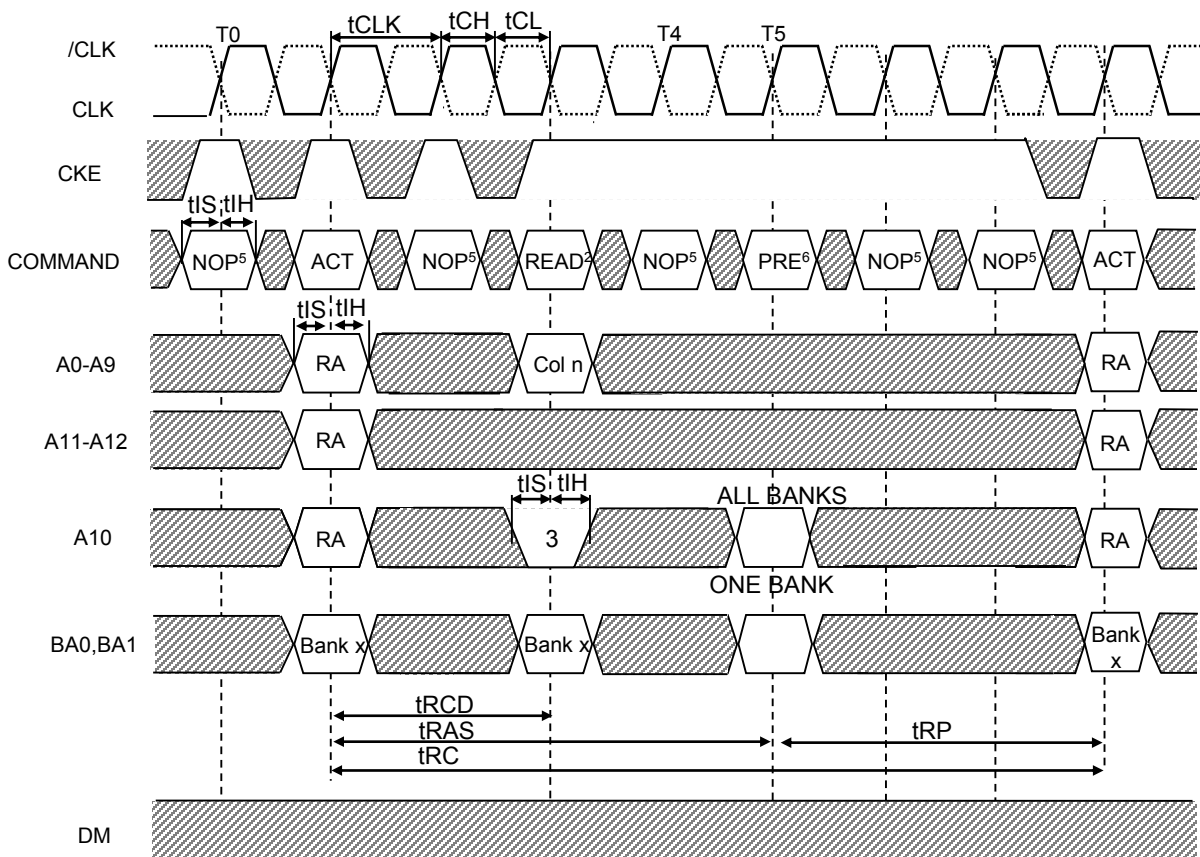 tCLK tCH tCL
/CLK T0 T4 T5
CLK
CKE
tIS tIH
COMMAND NOP5 ACT NOP5 READ2 NOP5 PRE6 NOP5 NOP5 ACT
tIS tIH
A0-A9 RA Col n RA
A11-A12 RA RA
tIS tIH ALL BANKS
A10 RA 3 RA
ONE BANK
BA0,BA1 Bank x Bank x Bank x
tRCD
tRAS tRP
tRC
DM